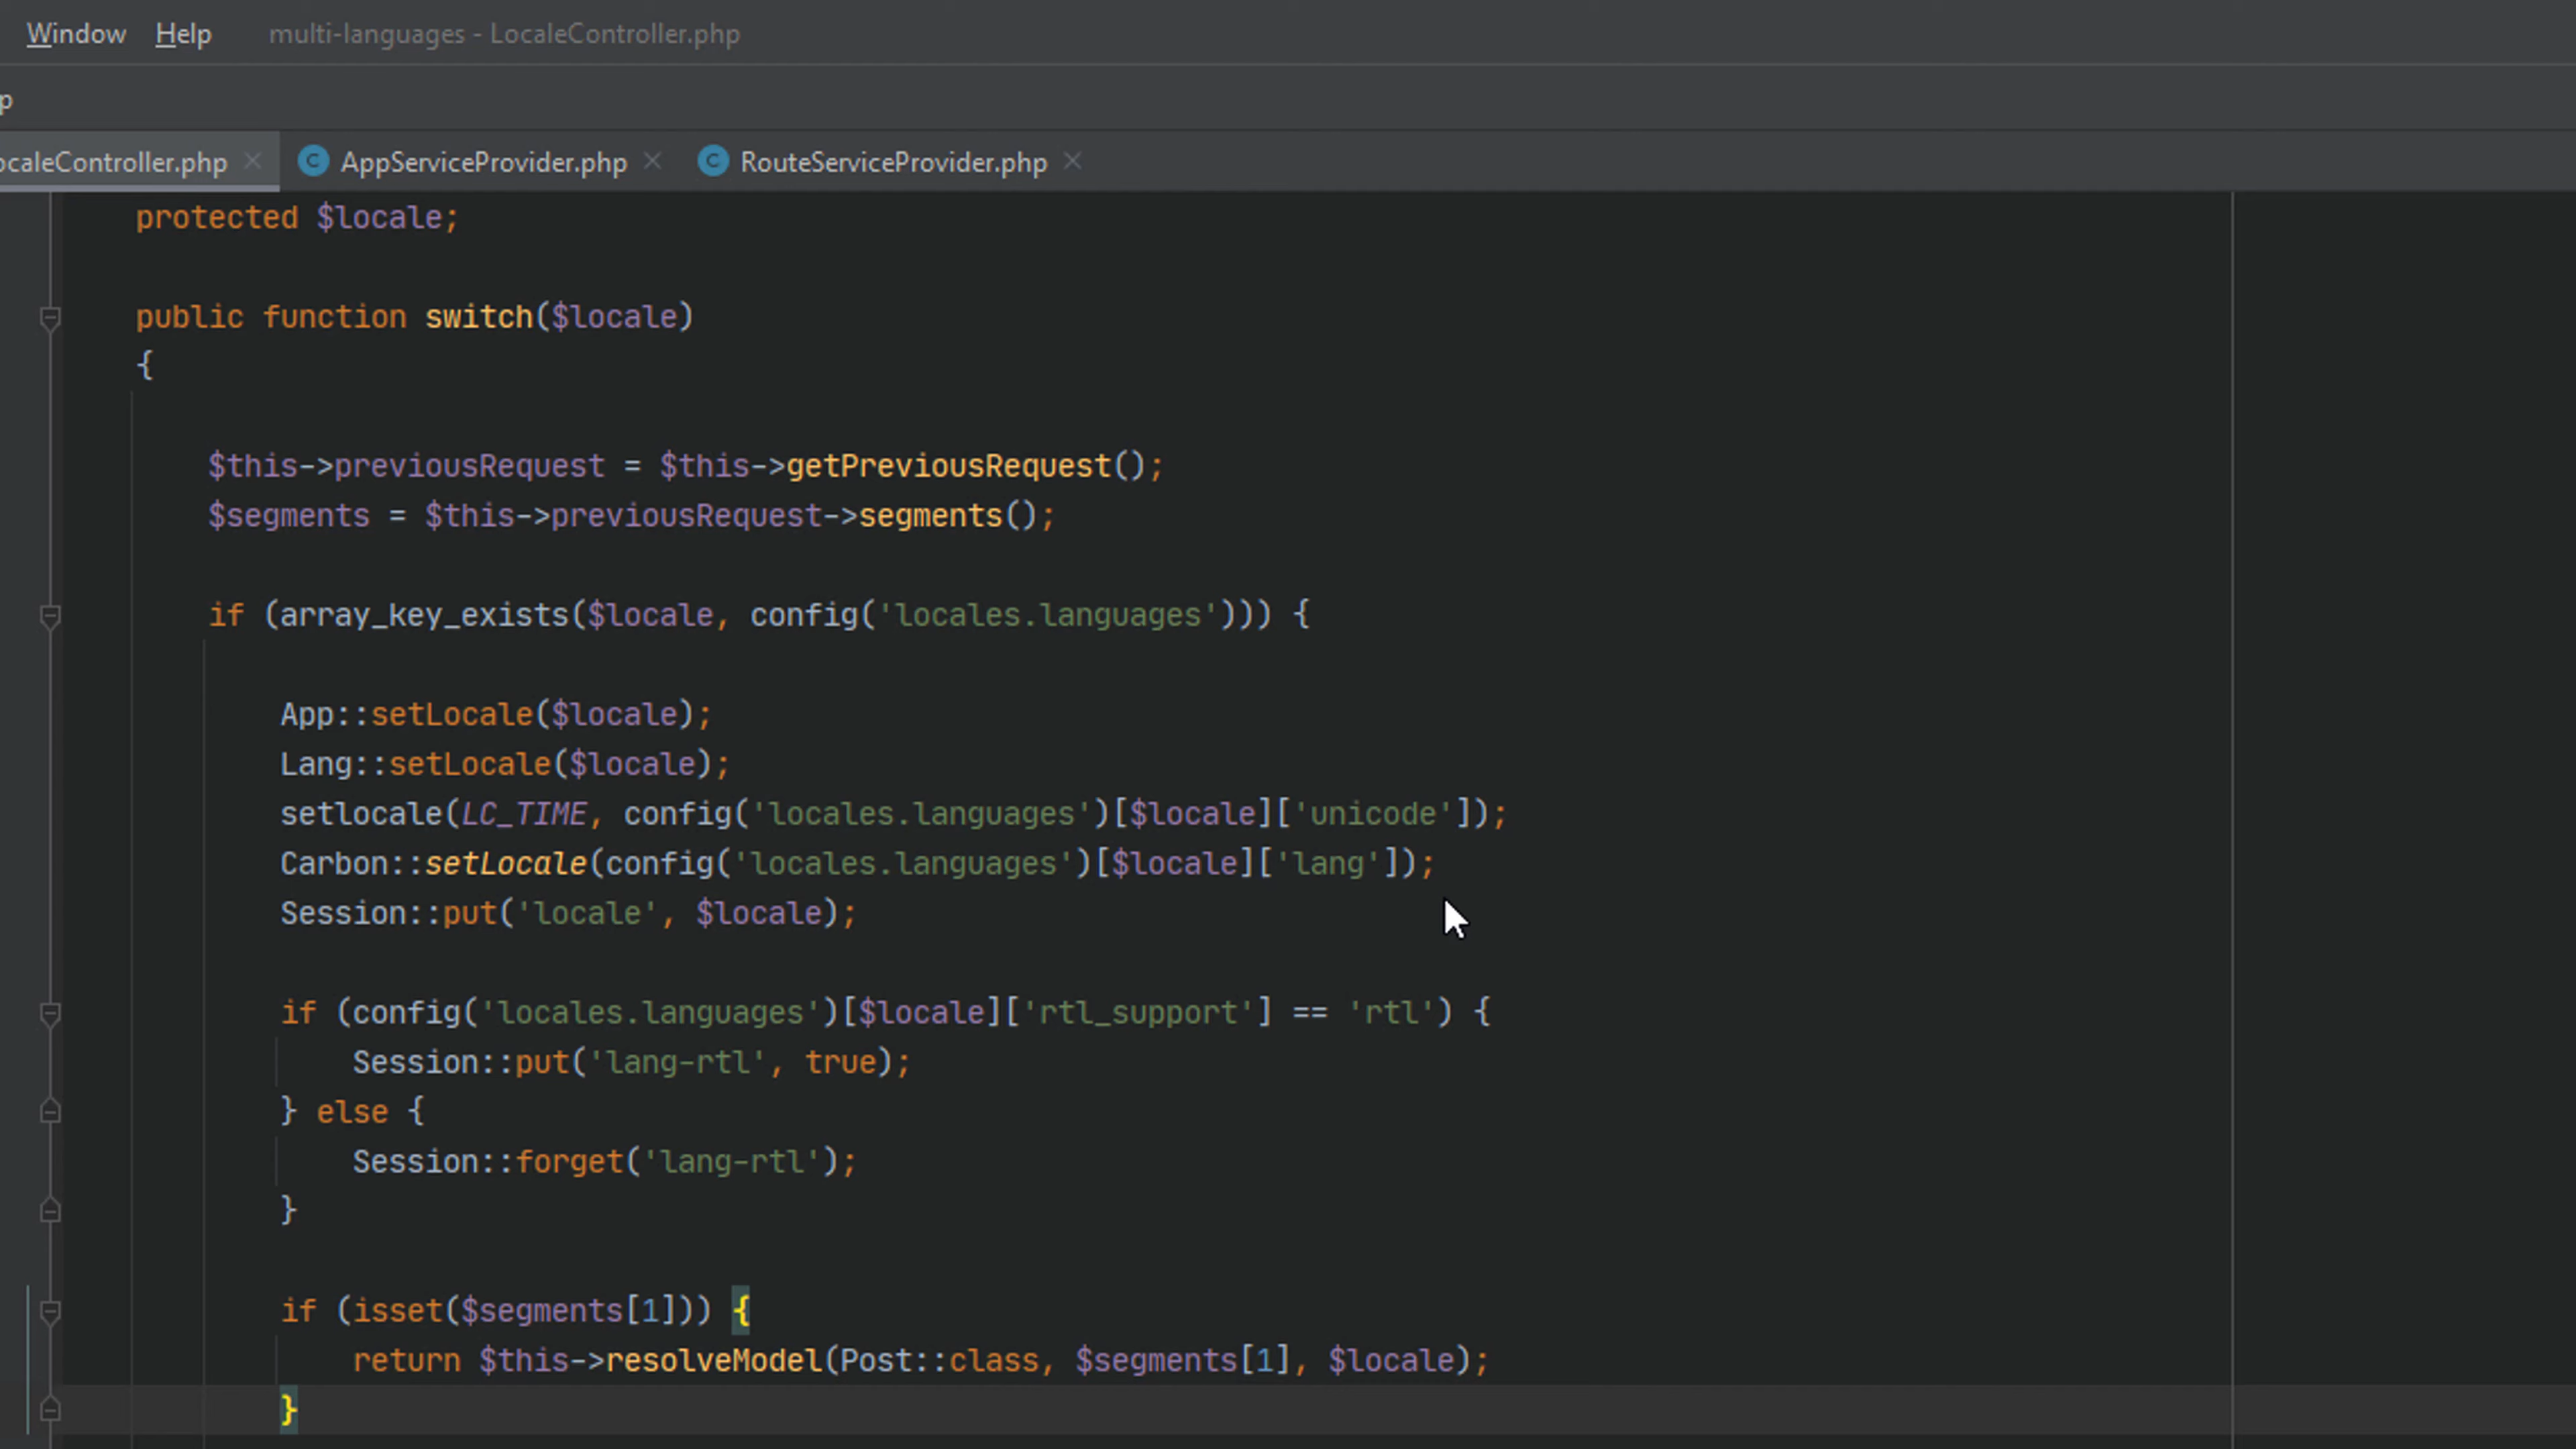 Window Help multi-languages - LocaleController.php
p
ocaleController.php AppServiceProvider.php RouteServiceProvider.php
protected $locale;
public function switch($locale)
{
$this->previousRequest = $this->getPreviousRequest();
$segments = $this->previousRequest->segments();
if (array_key_exists($locale, config('locales.languages'))) {
App::setLocale($locale);
Lang::setLocale($locale);
setlocale(LC_TIME, config('locales.languages')[$locale]['unicode']);
Carbon::setLocale(config('locales.languages')[$locale]['lang']);
Session::put('locale', $locale);
if (config('locales.languages')[$locale]['rtl_support'] == 'rtl') {
Session::put('lang-rtl', true);
} else {
Session::forget('lang-rtl');
}
if (isset($segments[1])) {
return $this->resolveModel(Post::class, $segments[1], $locale);
}